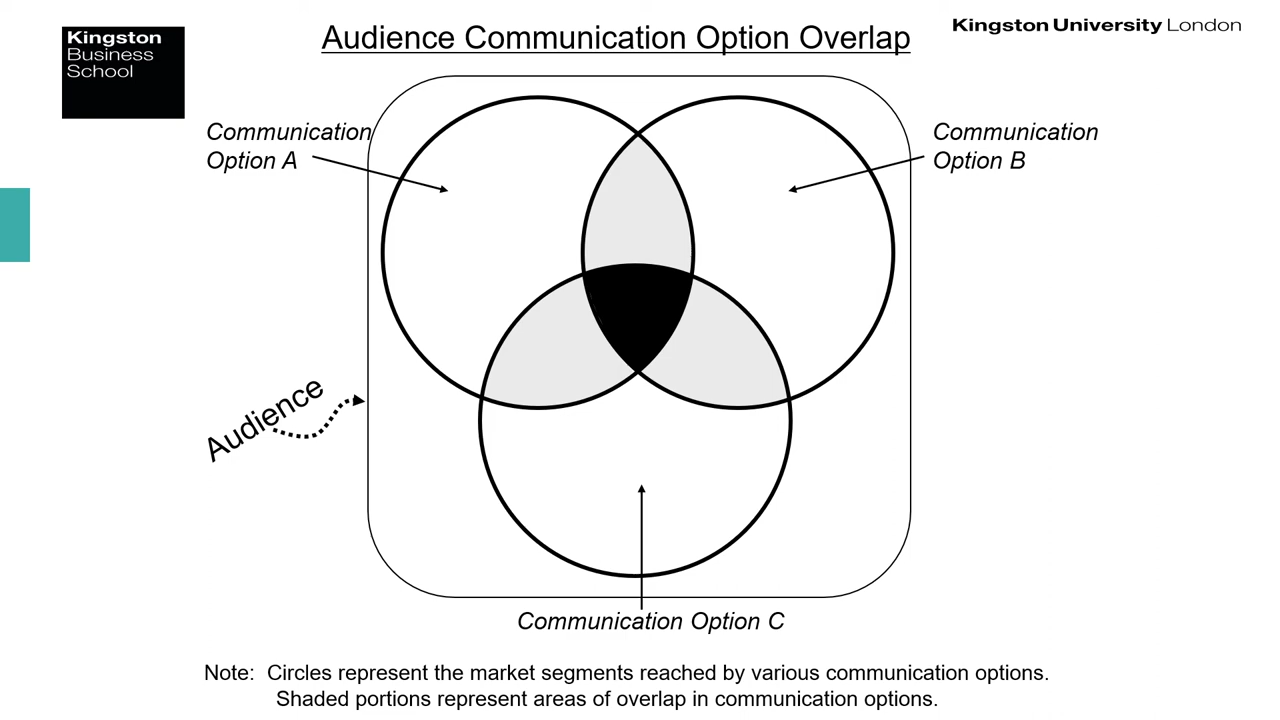 Kingston
Business
School
Audience Communication Option Overlap
Kingston University London
Communication
Option A
Communication
Option B
Audience
Communication Option C
Note: Circles represent the market segments reached by various communication options.
Shaded portions represent areas of overlap in communication options.